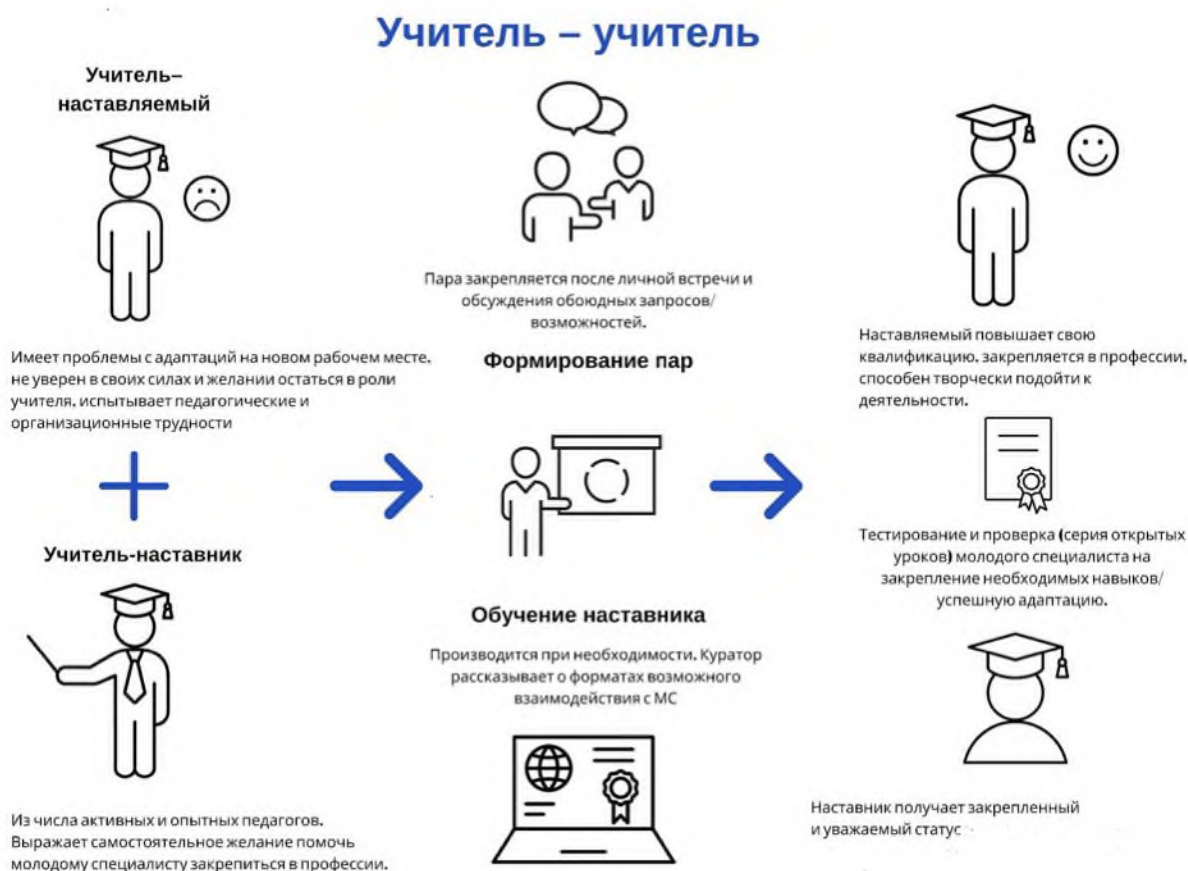 Учитель – учитель
Учитель–
наставляемый
Имеет проблемы с адаптаций на новом рабочем месте,
не уверен в своих силах и желании остаться в роли
учителя, испытывает педагогические и
организационные трудности
Учитель-наставник
Из числа активных и опытных педагогов.
Выражает самостоятельное желание помочь
молодому специалисту закрепиться в профессии.
Пара закрепляется после личной встречи и
обсуждения обоюдных запросов/
возможностей.
Формирование пар
Обучение наставника
Производится при необходимости. Куратор
рассказывает о форматах возможного
взаимодействия с МС
Наставляемый повышает свою
квалификацию, закрепляется в профессии,
способен творчески подойти к
деятельности.
Тестирование и проверка (серия открытых
уроков) молодого специалиста на
закрепление необходимых навыков/
успешную адаптацию.
Наставник получает закрепленный
и уважаемый статус